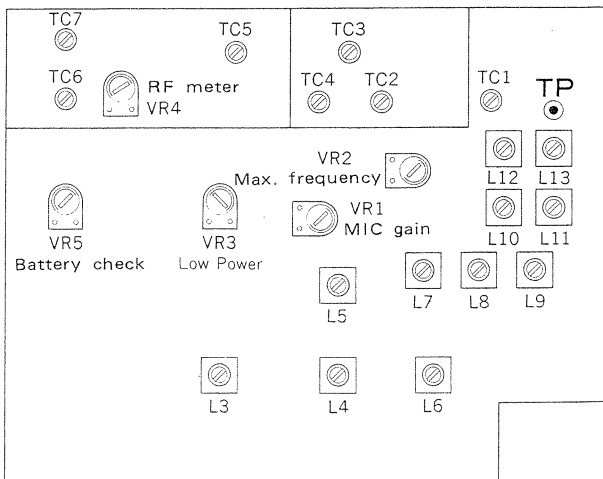 TC7
TC5
TC3
TC6
RF meter
VR4
TC4
TC2
TC1
TP
VR2
Max. frequency
L12
L13
VR5
Battery check
VR3
Low Power
VR1
MIC gain
L10
L11
L5
L7
L8
L9
L3
L4
L6